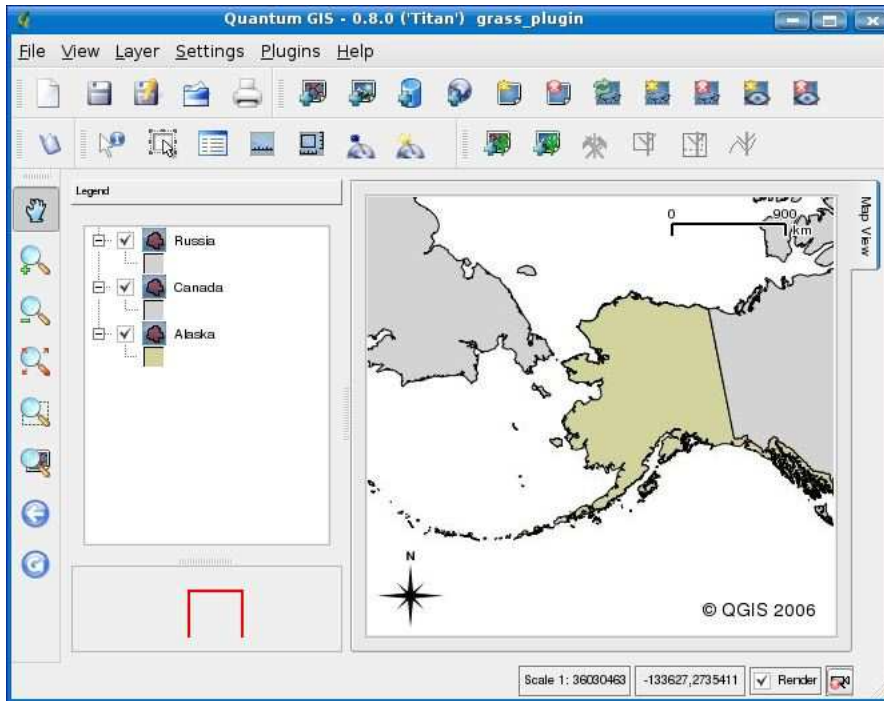 Quantum GIS - 0.8.0 ('Titan') grass_plugin
File View Layer Settings Plugins Help
Legend
Russia
Canada
Alaska
Map View
0 900
km
N
© QGIS 2006
Scale 1: 36030463
-133627,2735411
Render